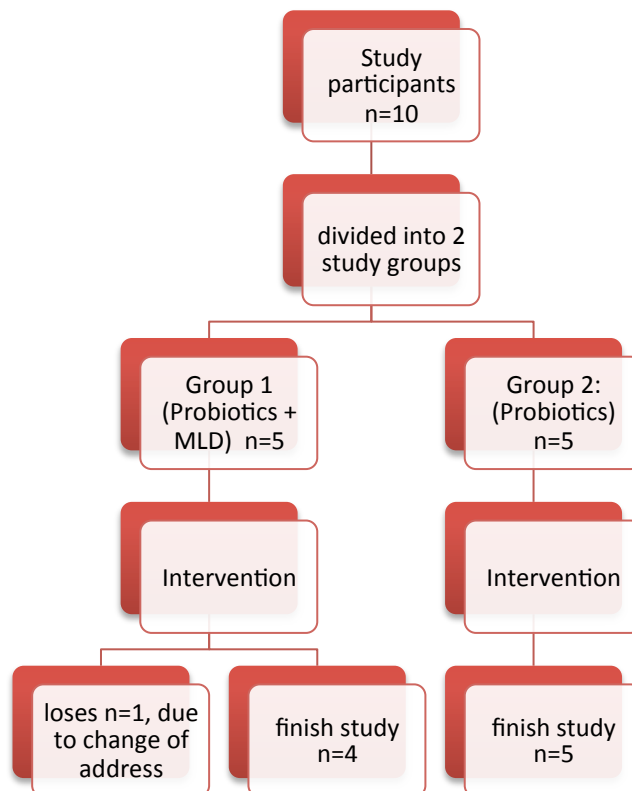 Study
participants
n=10
divided into 2
study groups
Group 1
(Probiotics +
MLD) n=5
Group 2:
(Probiotics)
n=5
Intervention
Intervention
loses n=1, due
to change of
address
finish study
n=4
finish study
n=5